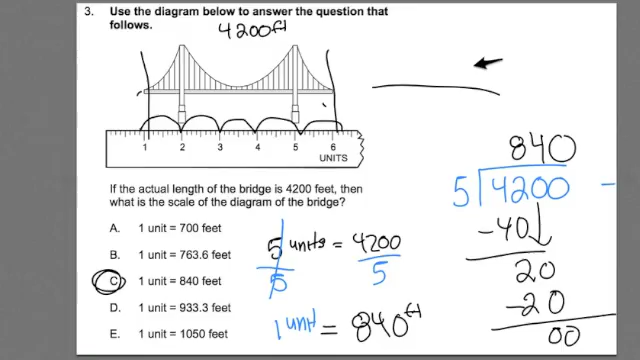 3. Use the diagram below to answer the question that
follows.
4200ft
1 2 3 4 5 6
UNITS
If the actual length of the bridge is 4200 feet, then
what is the scale of the diagram of the bridge?
A. 1 unit = 700 feet
B. 1 unit = 763.6 feet
C. 1 unit = 840 feet
D. 1 unit = 933.3 feet
E. 1 unit = 1050 feet
5 units = 4200
5 5
1 unit = 840 ft
840
5 4200
-40
20
-20
00